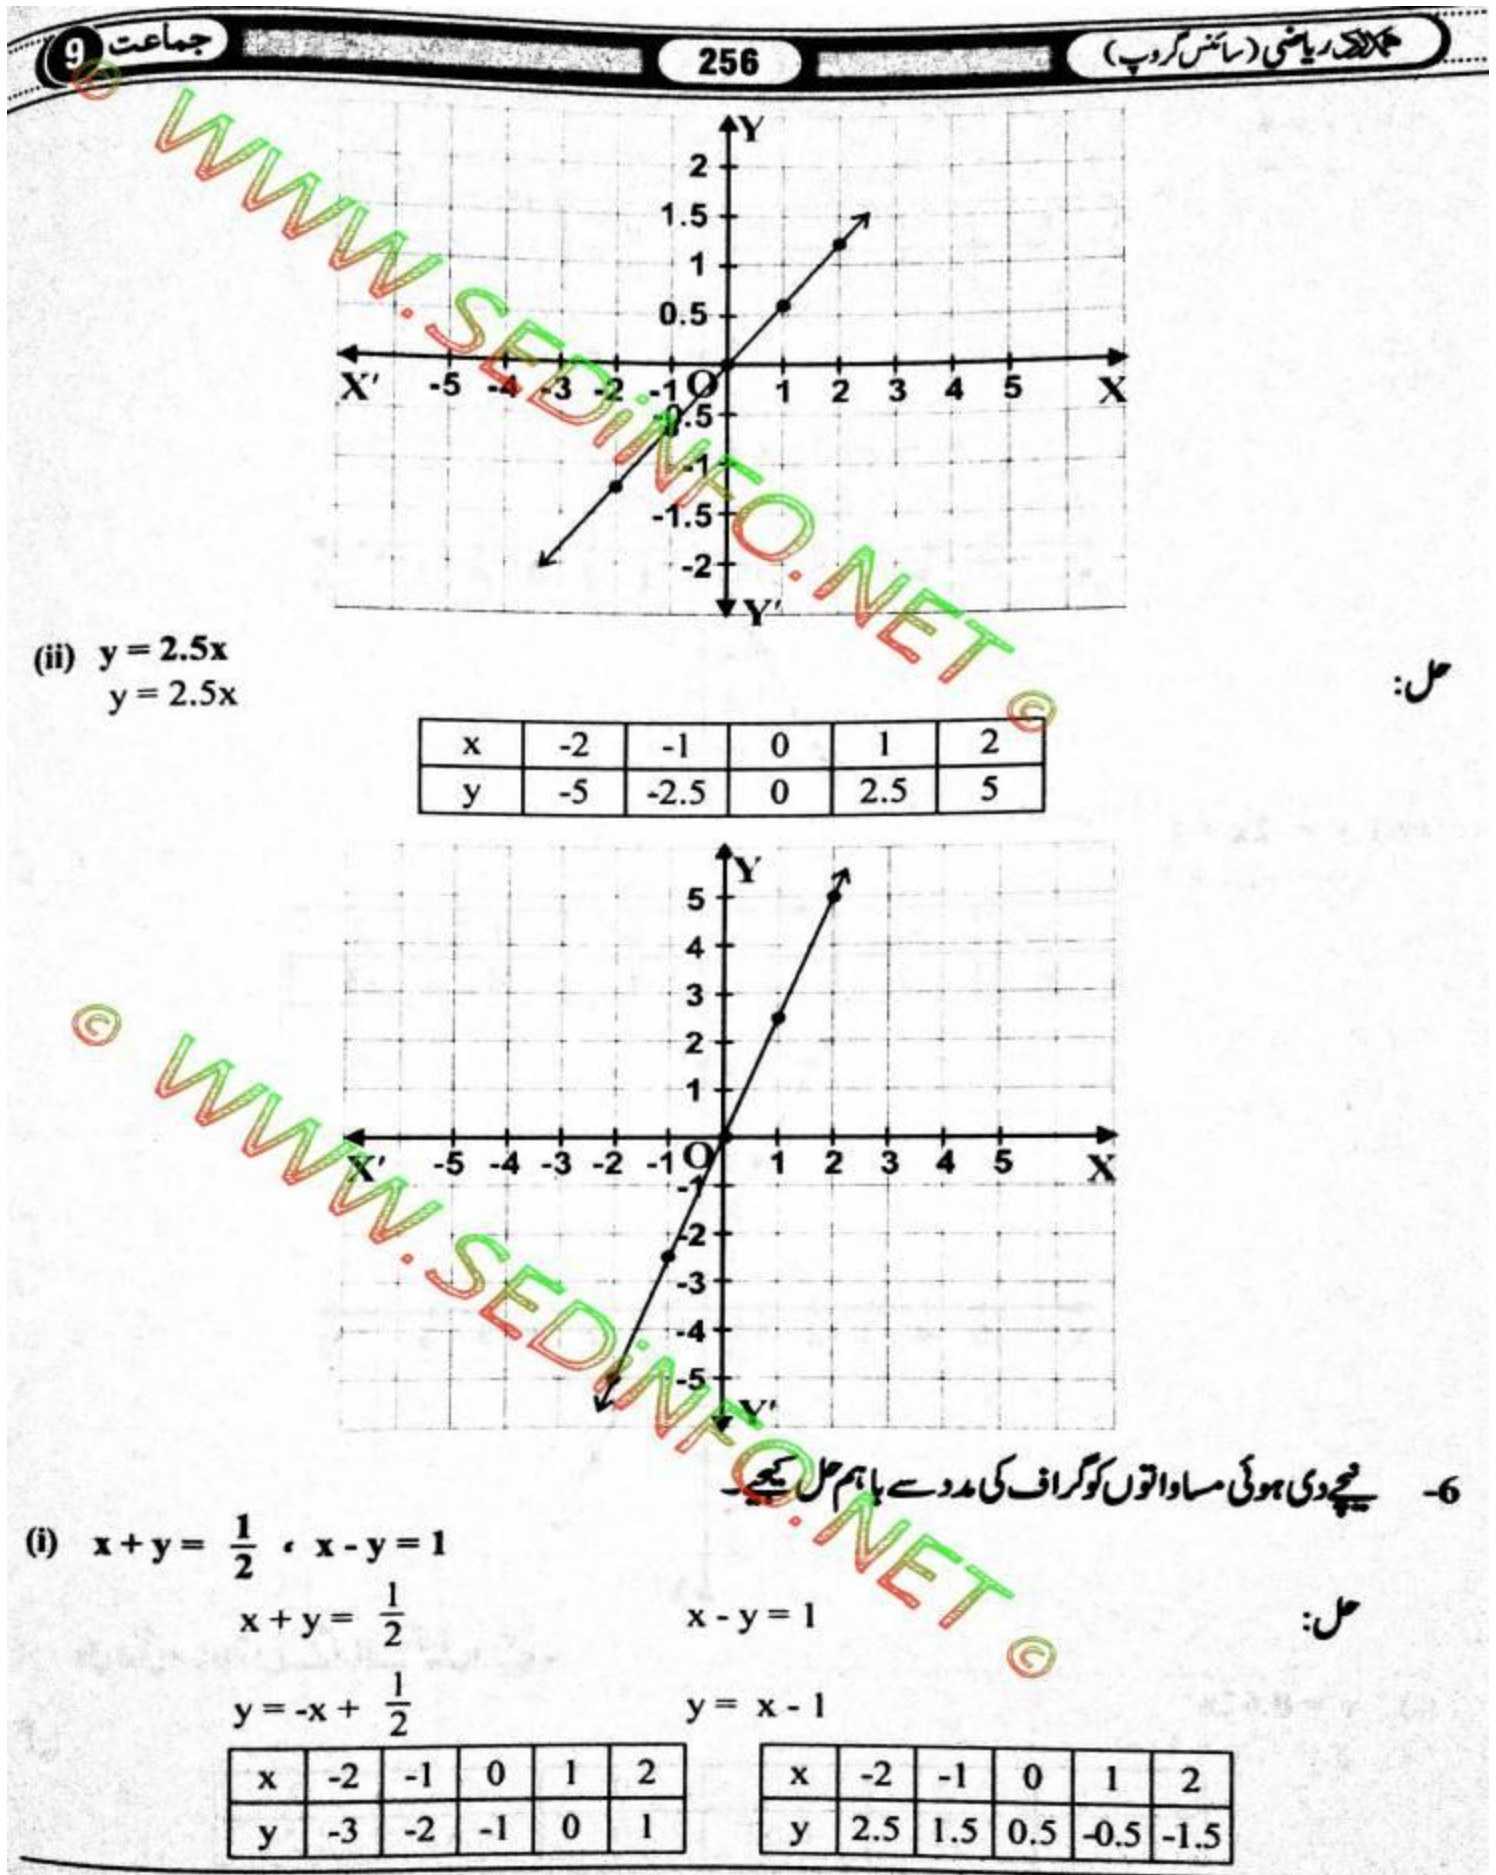 جماعت 9
256
ریاضی (سائنس گروپ)
Y
2
1.5
1
0.5
X' -5 -4 -3 -2 -1 O 1 2 3 4 5 X
-0.5
-1
-1.5
-2
Y'
(ii) y = 2.5x
حل:
y = 2.5x
x -2 -1 0 1 2
y -5 -2.5 0 2.5 5
Y
5
4
3
2
1
X' -5 -4 -3 -2 -1 O 1 2 3 4 5 X
-1
-2
-3
-4
-5
Y'
-6 نیچے دی ہوئی مساواتوں کو گراف کی مدد سے باہم حل کیجیے۔
(i) x + y = 1/2 ، x - y = 1
حل:
x + y = 1/2 x - y = 1
y = -x + 1/2 y = x - 1
x -2 -1 0 1 2 x -2 -1 0 1 2
y -3 -2 -1 0 1 y 2.5 1.5 0.5 -0.5 -1.5
© WWW.SEDiNFO.NET ©
© WWW.SEDiNFO.NET ©